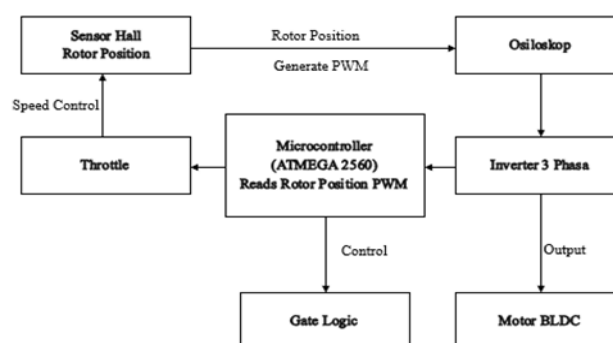 Sensor Hall
Rotor Position
Rotor Position
Generate PWM
Osiloskop
Speed Control
Throttle
Microcontroller
(ATMEGA 2560)
Reads Rotor Position PWM
Inverter 3 Phasa
Control
Output
Gate Logic
Motor BLDC